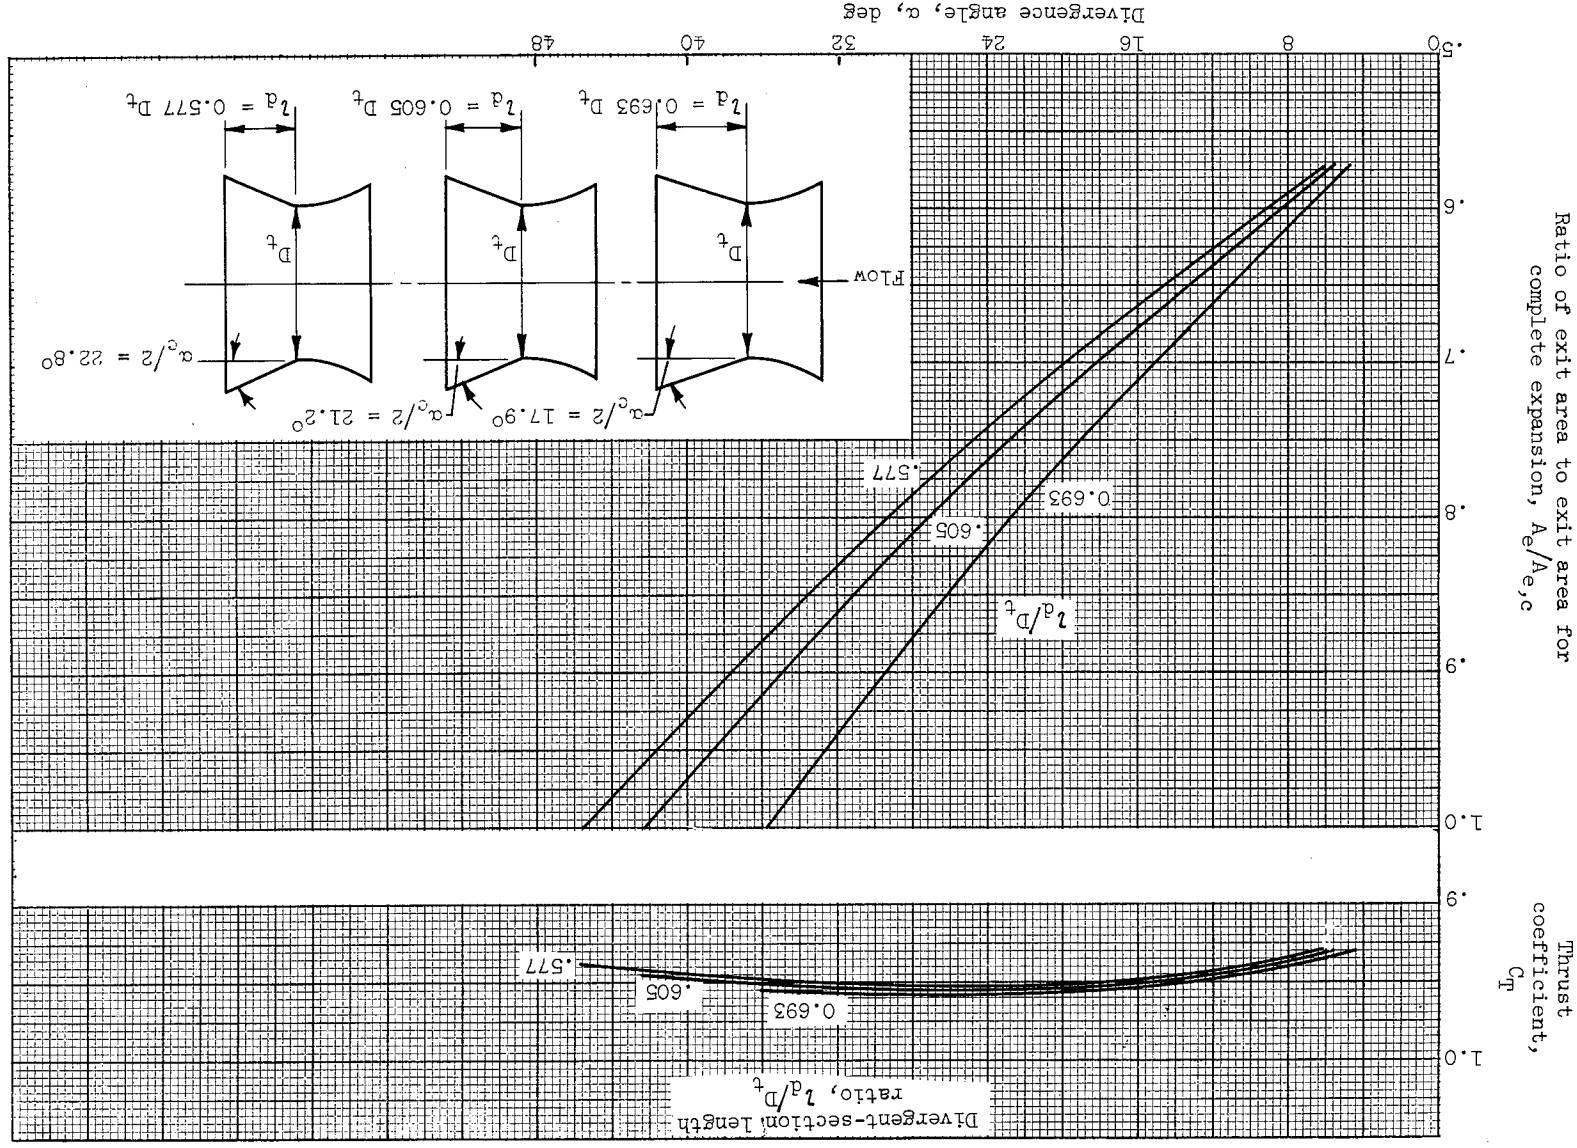 Divergent-section length
ratio, l_d/D_t
Thrust
coefficient,
C_T
1.0
.9
0.693
.605
.577
Ratio of exit area to exit area for
complete expansion, A_e/A_e,c
1.0
.9
.8
.7
.6
.5
l_d/D_t
0.693
.605
.577
α_c/2 = 17.9°
α_c/2 = 21.2°
α_c/2 = 22.8°
Flow
D_t
D_t
D_t
l_d = 0.693 D_t
l_d = 0.605 D_t
l_d = 0.577 D_t
0
8
16
24
32
40
48
Divergence angle, α, deg